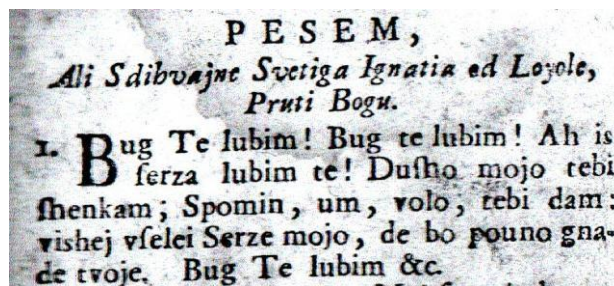 PESEM,
Ali Sdihvajne Svetiga Ignatia od Loyole,
Pruti Bogu.
1. Bug Te lubim! Bug te lubim! Ah is
ſerza lubim te! Duſho mojo tebi
ſhenkam; Spomin, um, volo, tebi dam:
vishej vſelei Serze mojo, de bo pouno gna-
de tvoje. Bug Te lubim &c.